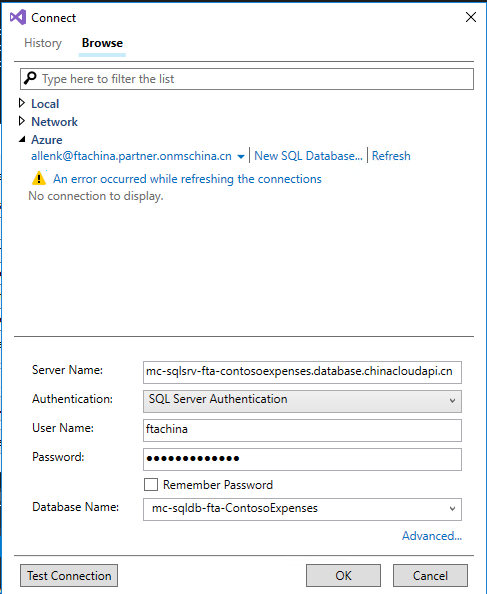 Connect
History Browse
Type here to filter the list
Local
Network
Azure
allenk@ftachina.partner.onmschina.cn New SQL Database... Refresh
An error occurred while refreshing the connections
No connection to display.
Server Name: mc-sqlsrv-fta-contosoexpenses.database.chinacloudapi.cn
Authentication: SQL Server Authentication
User Name: ftachina
Password: ●●●●●●●●●●●●●
Remember Password
Database Name: mc-sqldb-fta-ContosoExpenses
Advanced...
Test Connection OK Cancel